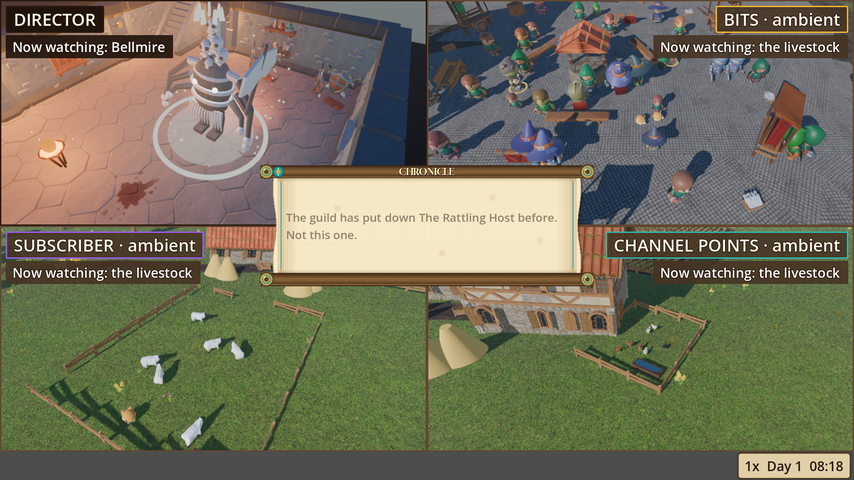 DIRECTOR
Now watching: Bellmire
BITS · ambient
Now watching: the livestock
CHRONICLE
The guild has put down The Rattling Host before.
Not this one.
SUBSCRIBER · ambient
Now watching: the livestock
CHANNEL POINTS · ambient
Now watching: the livestock
1x Day 1 08:18